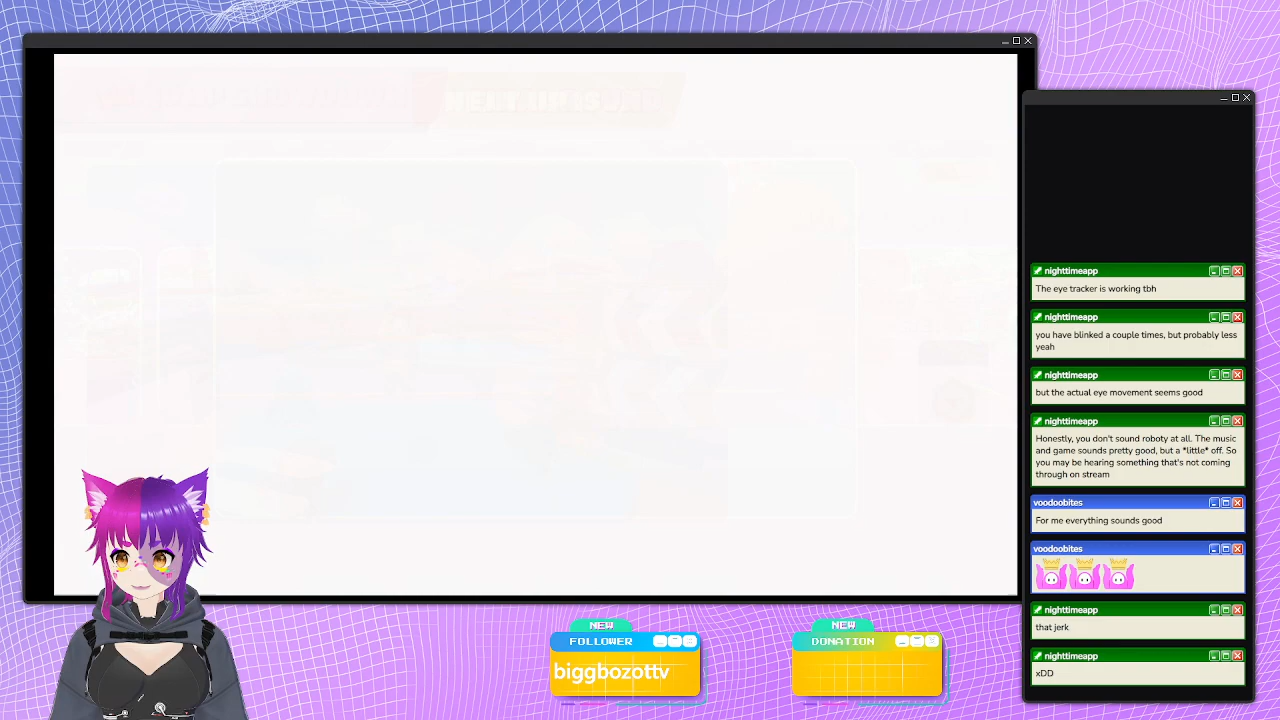 nighttimeapp
The eye tracker is working tbh
nighttimeapp
you have blinked a couple times, but probably less
yeah
nighttimeapp
but the actual eye movement seems good
nighttimeapp
Honestly, you don't sound roboty at all. The music
and game sounds pretty good, but a *little* off. So
you may be hearing something that's not coming
through on stream
voodoobites
For me everything sounds good
voodoobites
nighttimeapp
that jerk
nighttimeapp
xDD
NEW
FOLLOWER
biggbozottv
NEW
DONATION